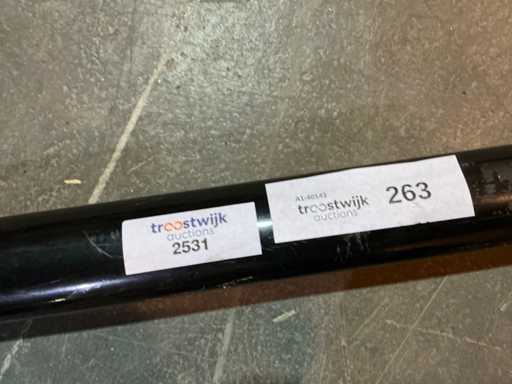 troostwijk
auctions
2531
A1-40143
troostwijk
auctions
263